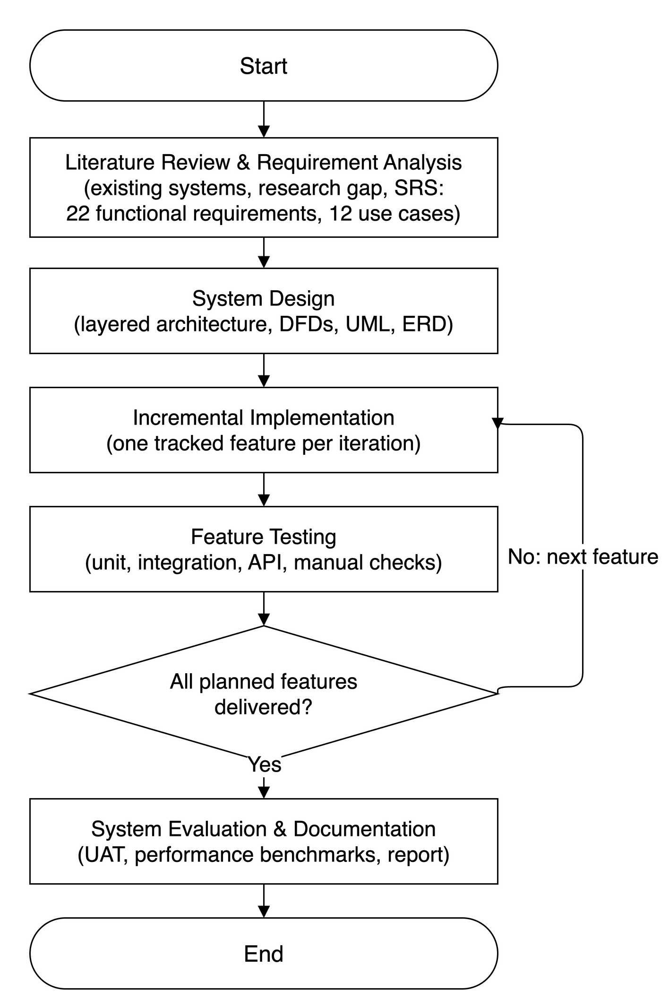 Start
Literature Review & Requirement Analysis
(existing systems, research gap, SRS:
22 functional requirements, 12 use cases)
System Design
(layered architecture, DFDs, UML, ERD)
Incremental Implementation
(one tracked feature per iteration)
Feature Testing
(unit, integration, API, manual checks)
No: next feature
All planned features
delivered?
Yes
System Evaluation & Documentation
(UAT, performance benchmarks, report)
End